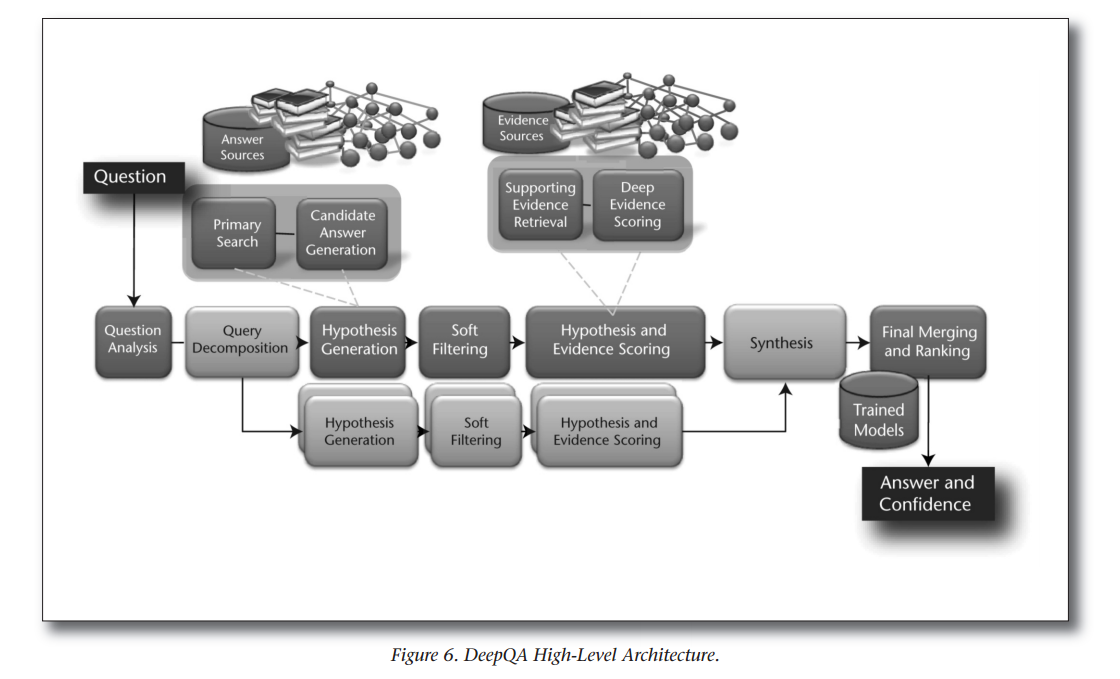 Answer
Sources
Evidence
Sources
Question
Primary
Search
Candidate
Answer
Generation
Supporting
Evidence
Retrieval
Deep
Evidence
Scoring
Question
Analysis
Query
Decomposition
Hypothesis
Generation
Soft
Filtering
Hypothesis and
Evidence Scoring
Synthesis
Final Merging
and Ranking
Trained
Models
Hypothesis
Generation
Soft
Filtering
Hypothesis and
Evidence Scoring
Answer and
Confidence
Figure 6. DeepQA High-Level Architecture.